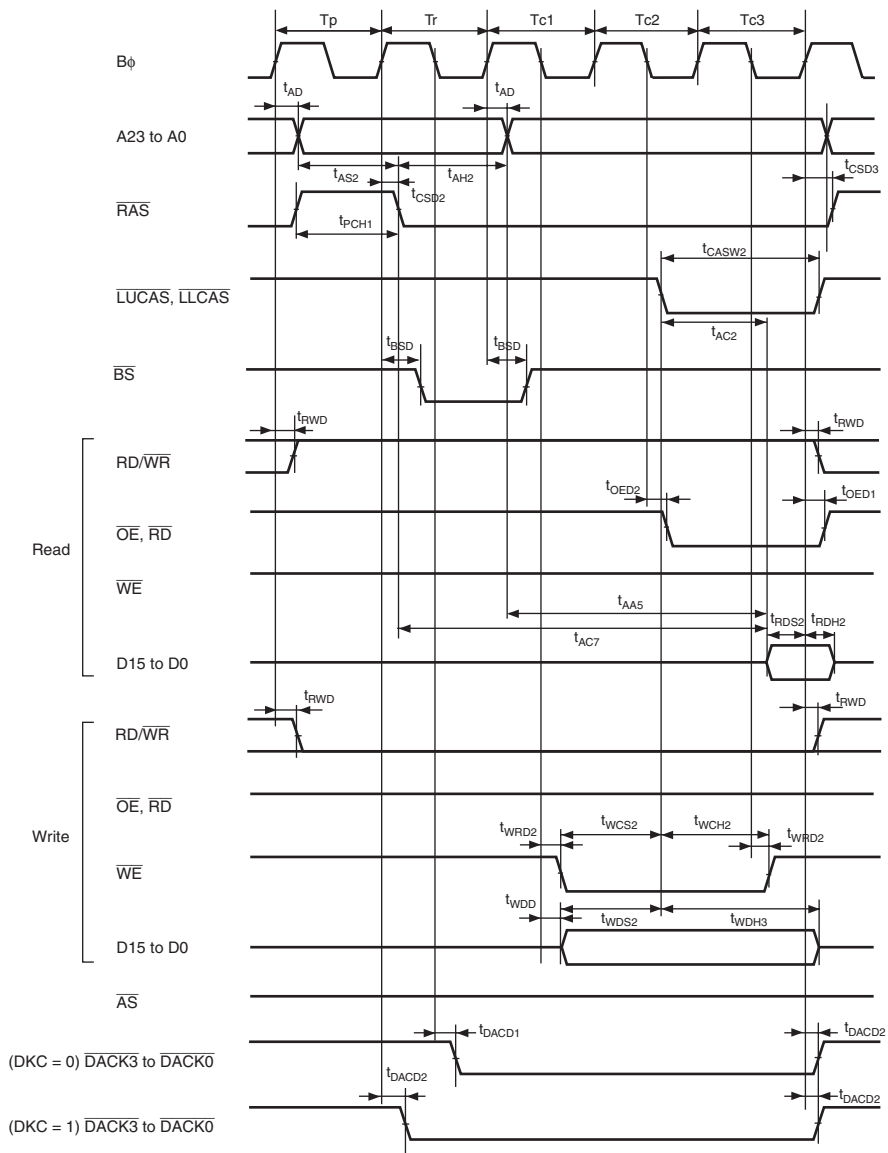 Tp Tr Tc1 Tc2 Tc3
Bφ
tAD tAD
A23 to A0
tAS2 tAH2 tCSD3
tCSD2
RAS
tPCH1
tCASW2
LUCAS, LLCAS
tAC2
tBSD tBSD
BS
tRWD tRWD
RD/WR
tOED2 tOED1
OE, RD
Read
WE
tAA5
tRDS2 tRDH2
tAC7
D15 to D0
tRWD tRWD
RD/WR
OE, RD
Write
tWRD2 tWCS2 tWCH2 tWRD2
WE
tWDD tWDS2 tWDH3
D15 to D0
AS
tDACD1 tDACD2
(DKC = 0) DACK3 to DACK0
tDACD2 tDACD2
(DKC = 1) DACK3 to DACK0